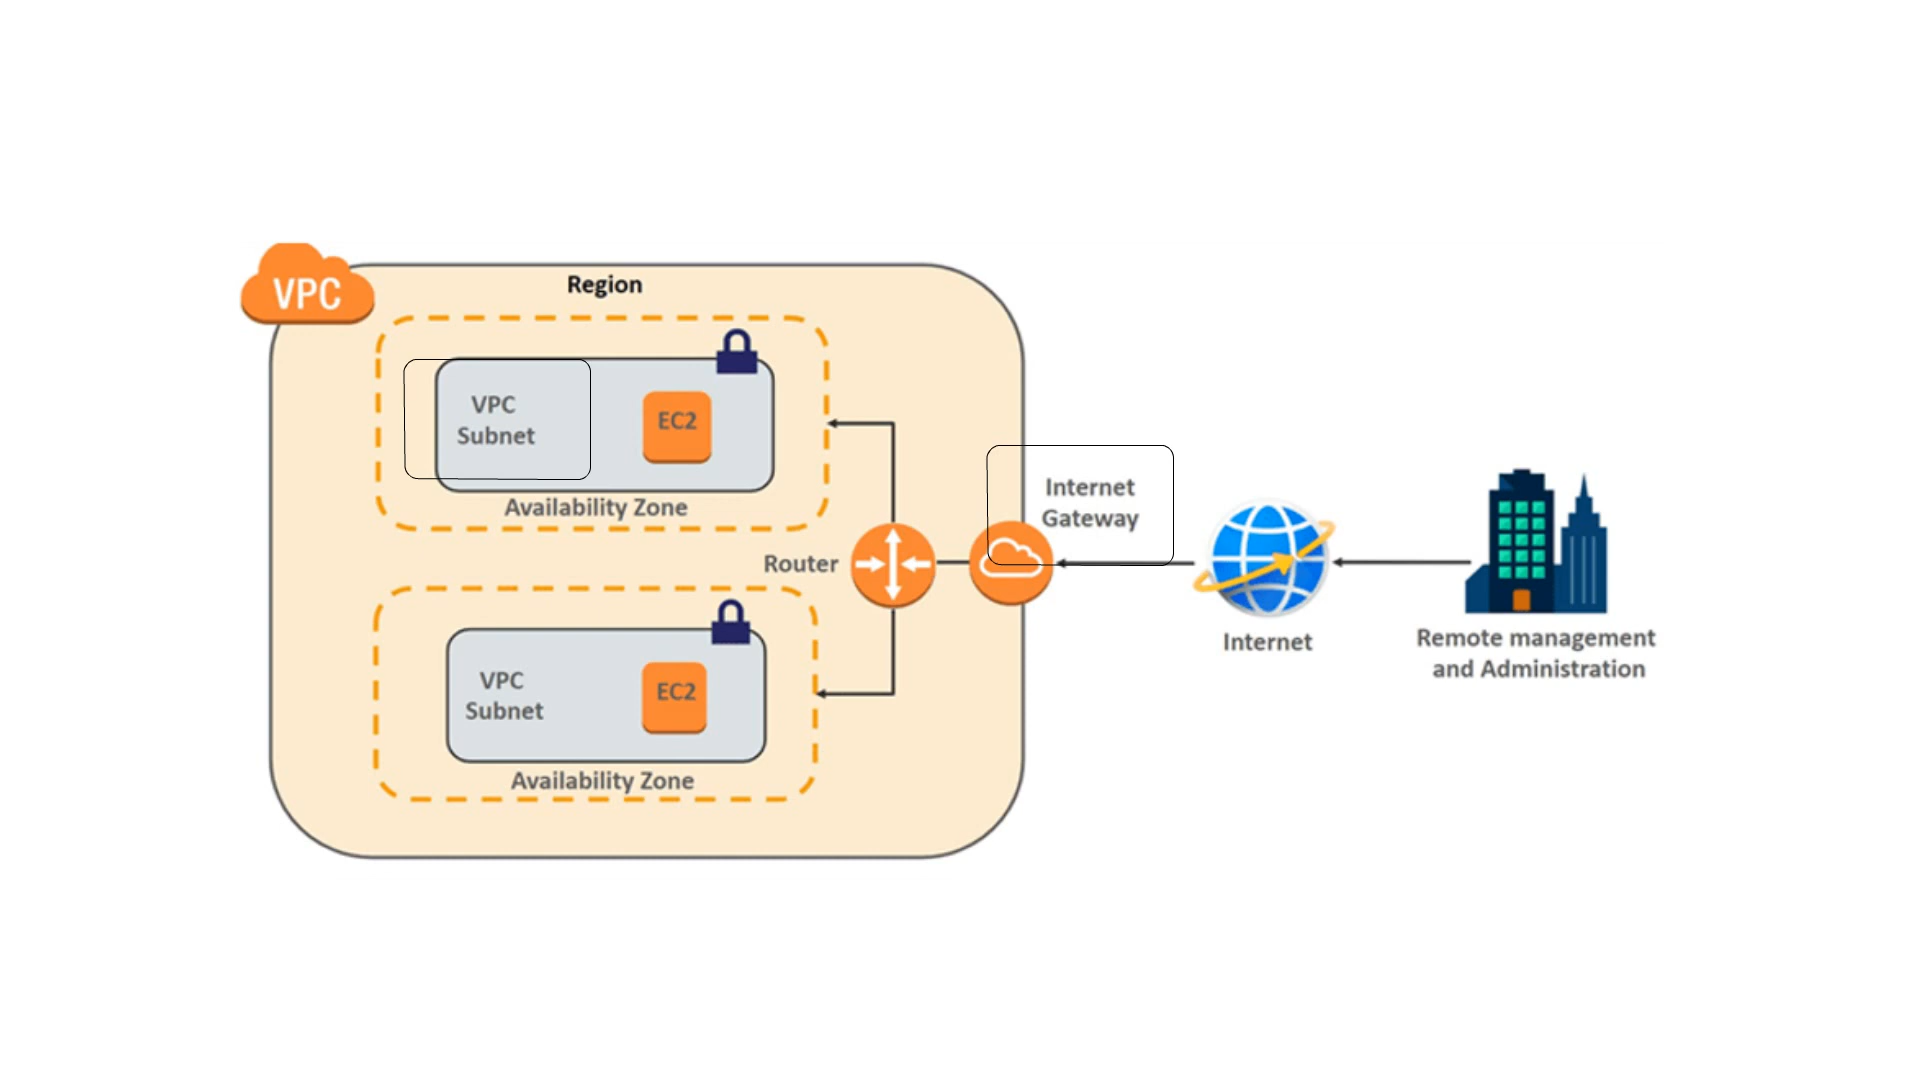 VPC
Region
VPC
Subnet
EC2
Availability Zone
Internet
Gateway
Router
VPC
Subnet
EC2
Availability Zone
Internet
Remote management
and Administration